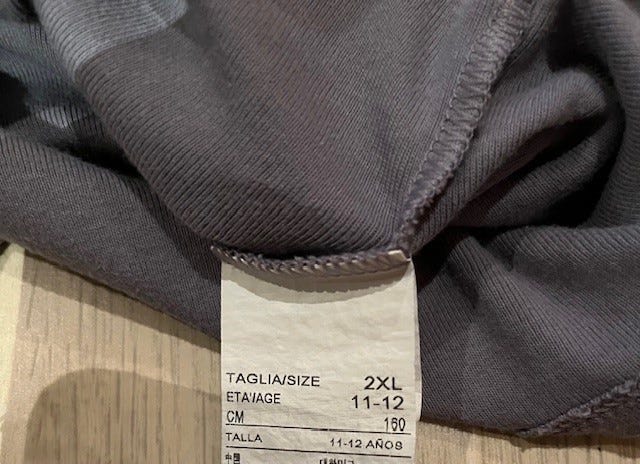 TAGLIA/SIZE 2XL
ETA'/AGE 11-12
CM 160
TALLA 11-12 AÑOS